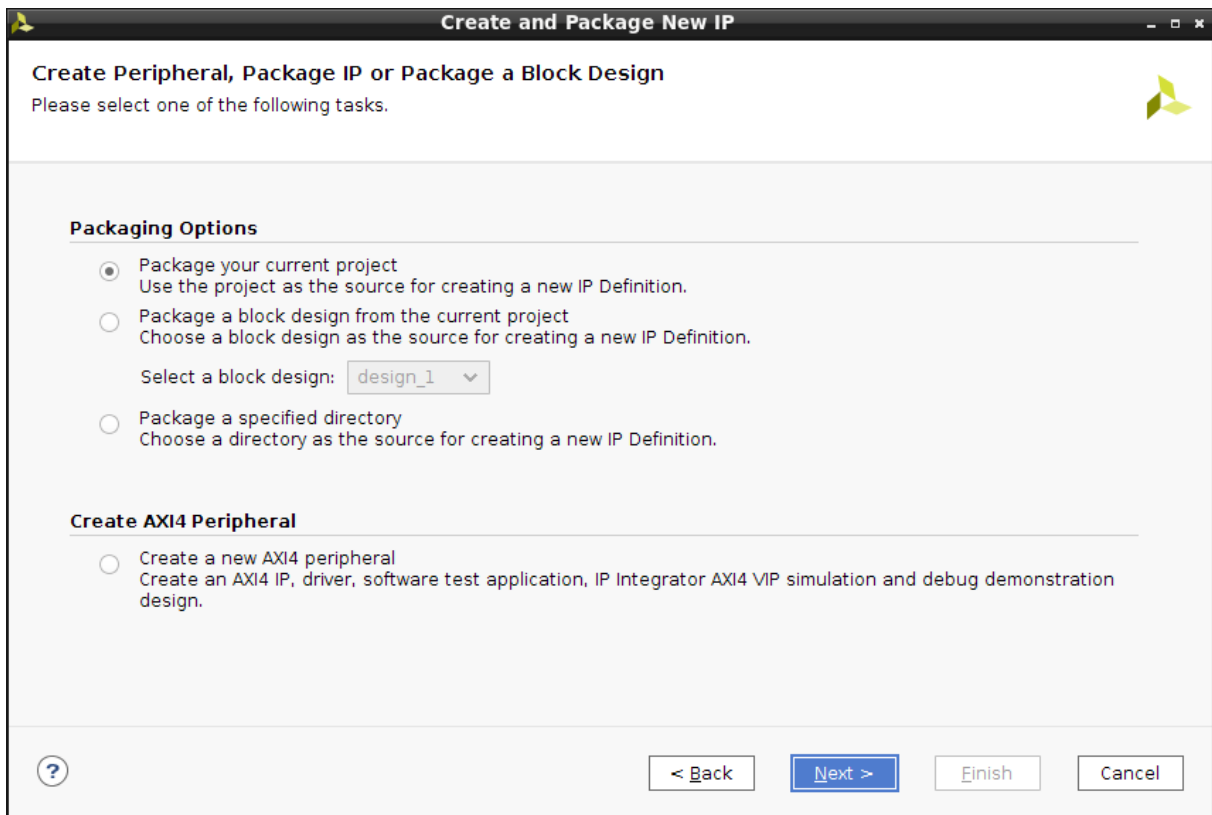 Create and Package New IP
Create Peripheral, Package IP or Package a Block Design
Please select one of the following tasks.
Packaging Options
Package your current project
Use the project as the source for creating a new IP Definition.
Package a block design from the current project
Choose a block design as the source for creating a new IP Definition.
Select a block design: design_1
Package a specified directory
Choose a directory as the source for creating a new IP Definition.
Create AXI4 Peripheral
Create a new AXI4 peripheral
Create an AXI4 IP, driver, software test application, IP Integrator AXI4 VIP simulation and debug demonstration
design.
? < Back Next > Finish Cancel